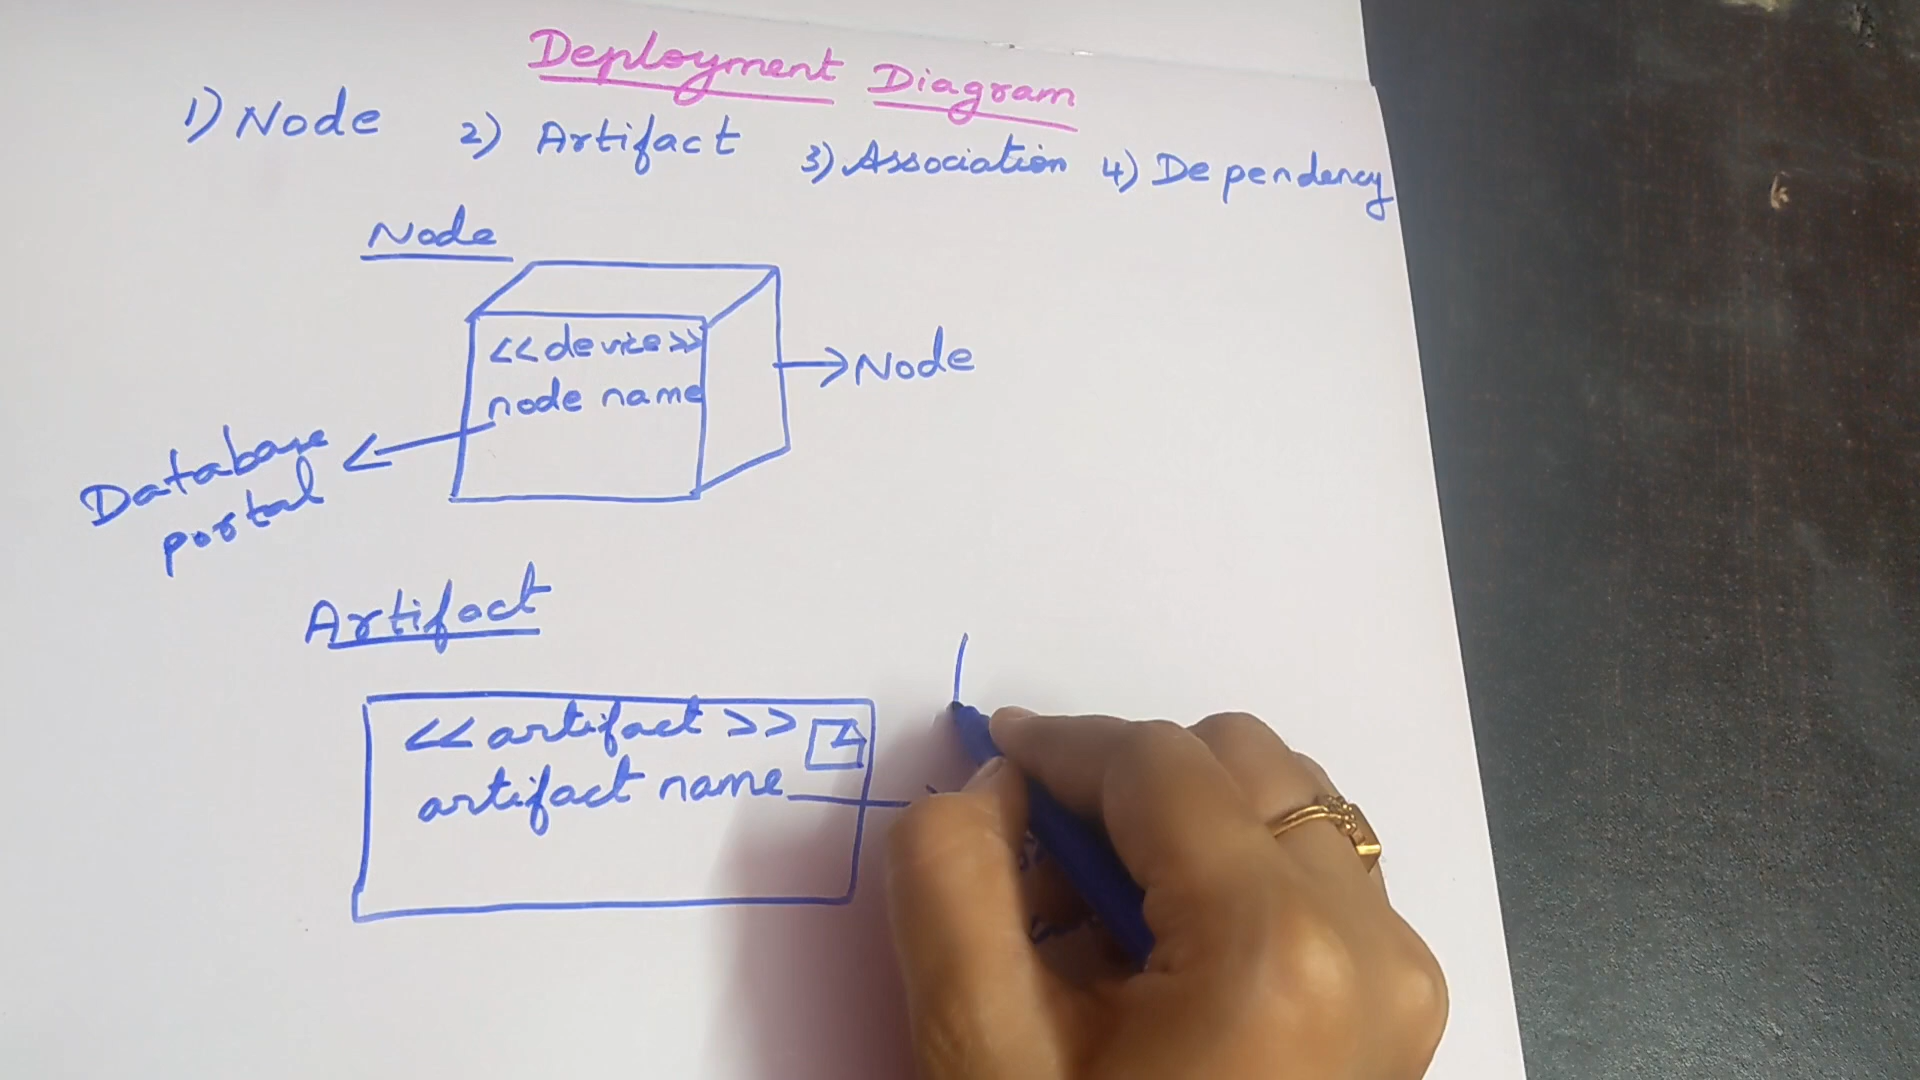 Deployment Diagram
1) Node 2) Artifact 3) Association 4) Dependency
Node
<<device>>
node name
Node
Database
portal
Artifact
<<artifact>>
artifact name